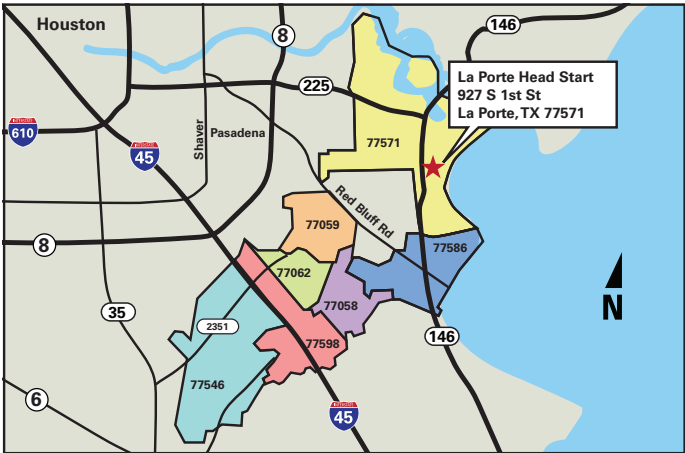 Houston
146
8
La Porte Head Start
927 S 1st St
La Porte, TX 77571
225
610
Shaver
Pasadena
77571
45
Red Bluff Rd
77059
8
77586
77062
77058
35
2351
77598
146
N
77546
6
45